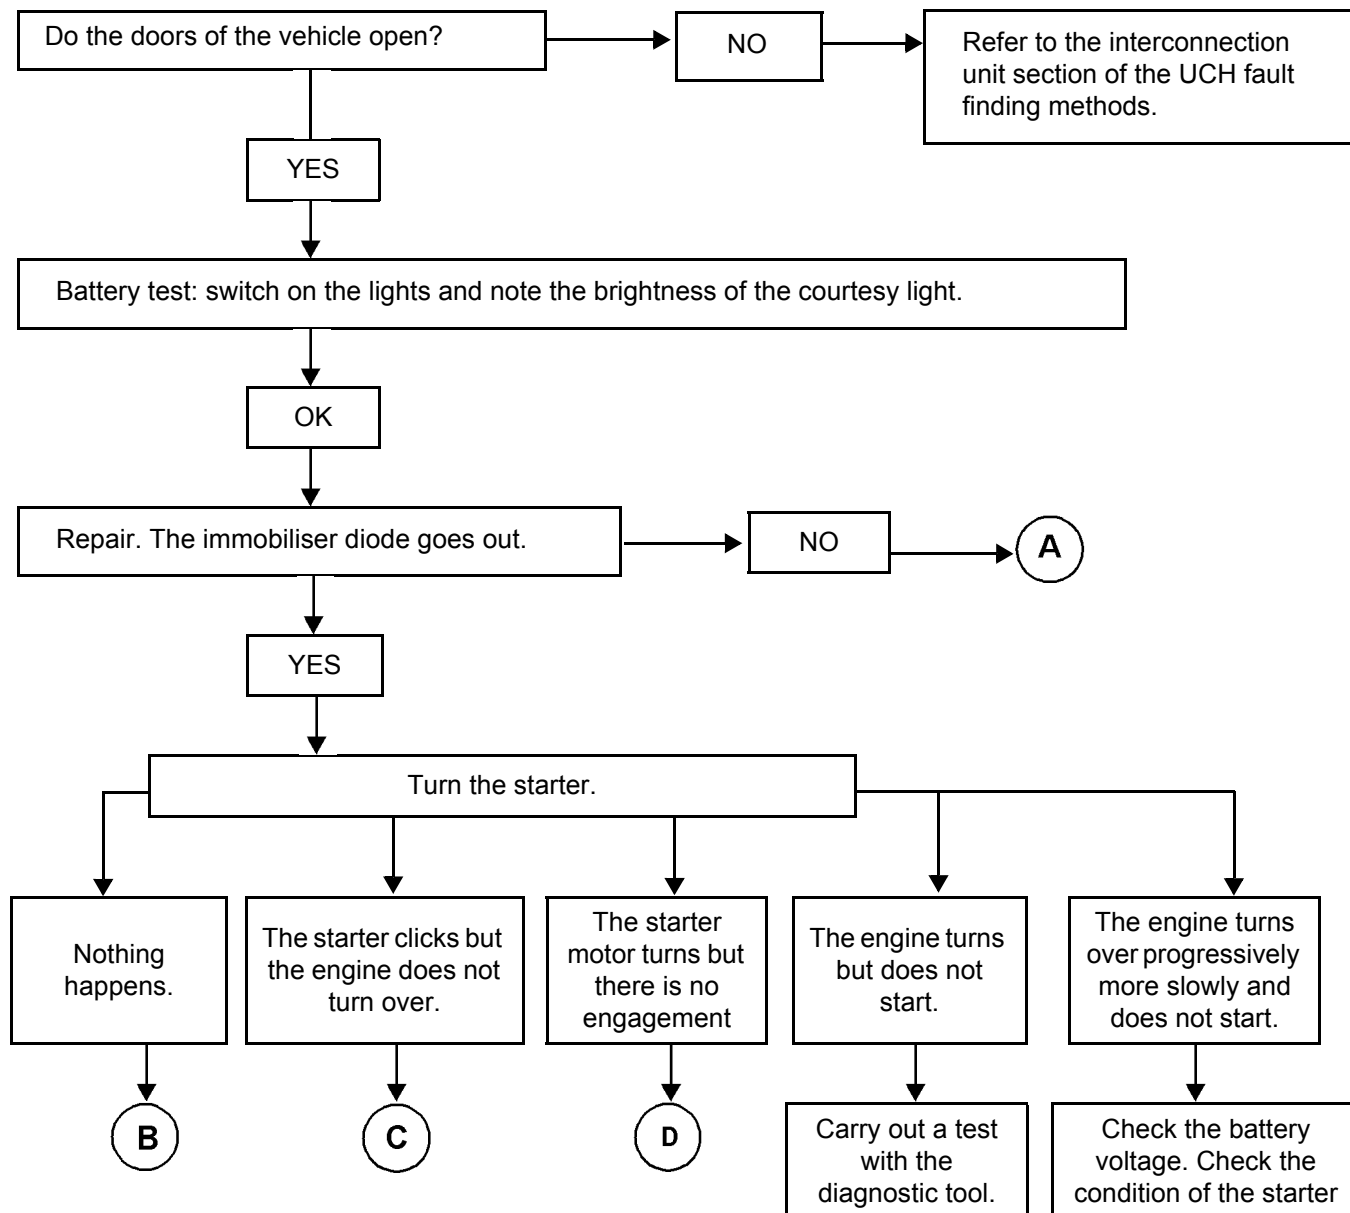 Do the doors of the vehicle open?
NO
Refer to the interconnection
unit section of the UCH fault
finding methods.
YES
Battery test: switch on the lights and note the brightness of the courtesy light.
OK
Repair. The immobiliser diode goes out.
NO
A
YES
Turn the starter.
Nothing
happens.
The starter clicks but
the engine does not
turn over.
The starter
motor turns but
there is no
engagement
The engine turns
but does not
start.
The engine turns
over progressively
more slowly and
does not start.
B
C
D
Carry out a test
with the
diagnostic tool.
Check the battery
voltage. Check the
condition of the starter